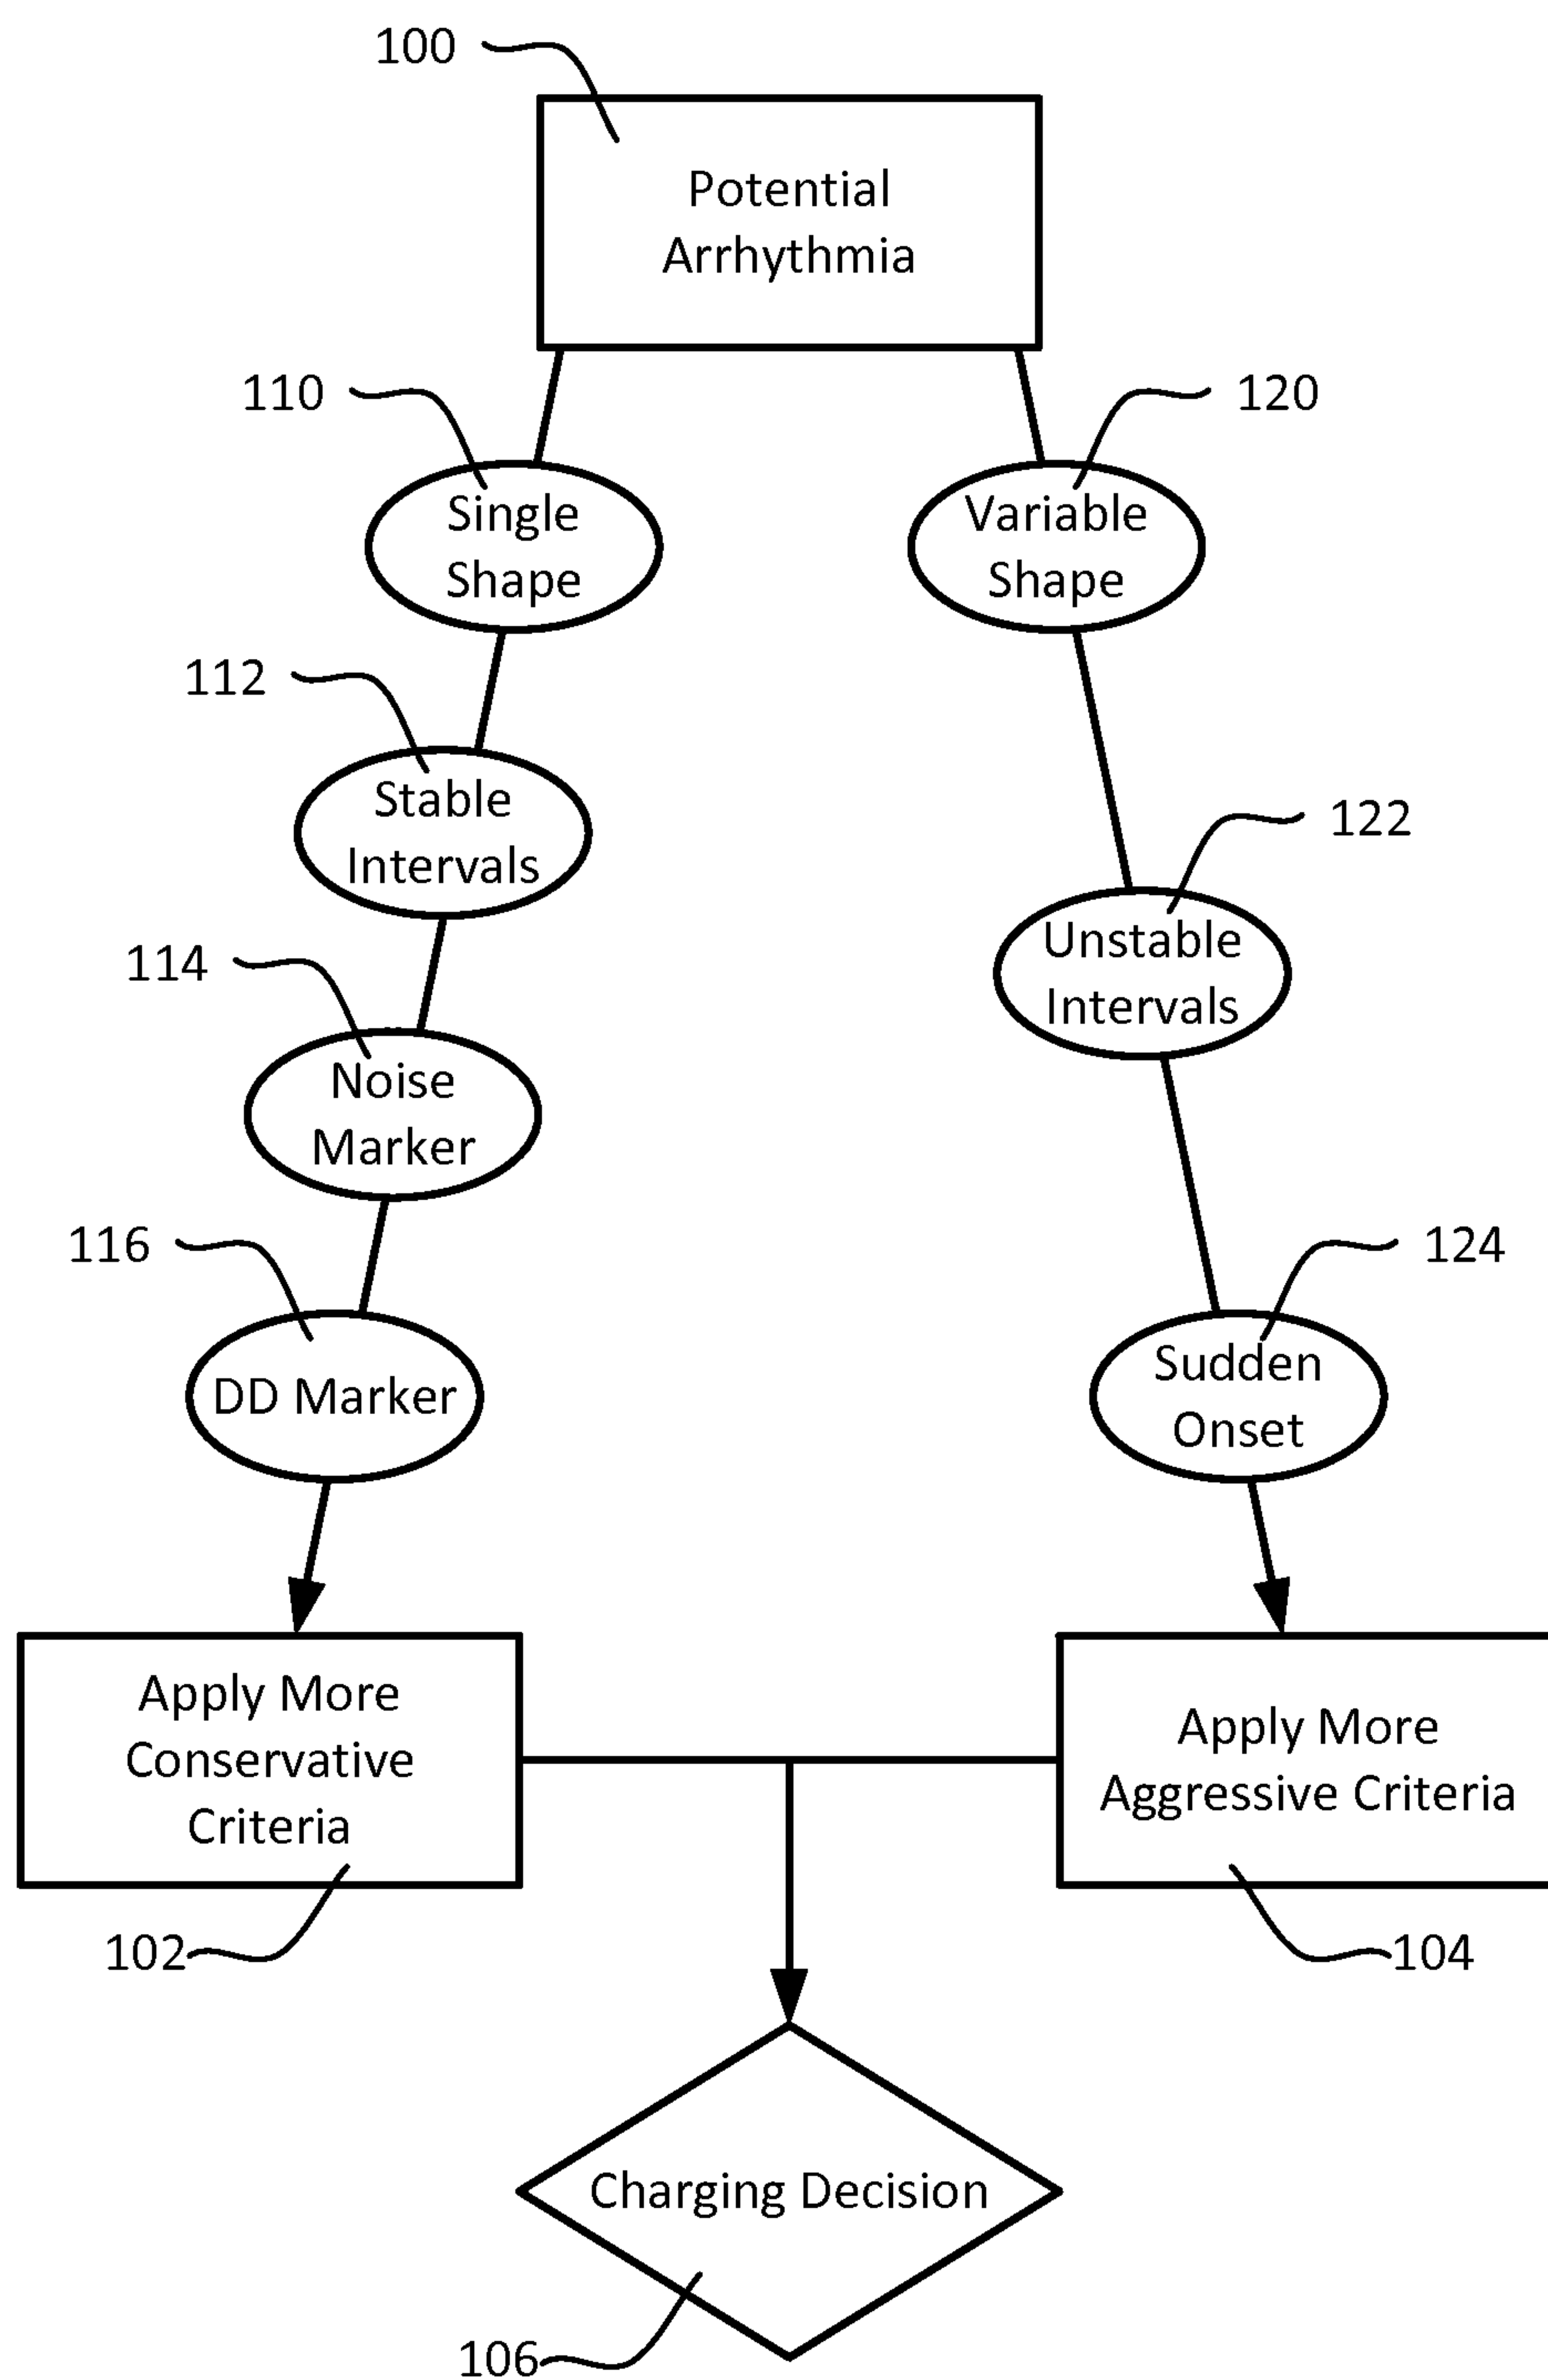 100
Potential
Arrhythmia
110
120
Single
Shape
Variable
Shape
112
Stable
Intervals
122
Unstable
Intervals
114
Noise
Marker
116
124
DD Marker
Sudden
Onset
Apply More
Conservative
Criteria
Apply More
Aggressive Criteria
102
104
Charging Decision
106